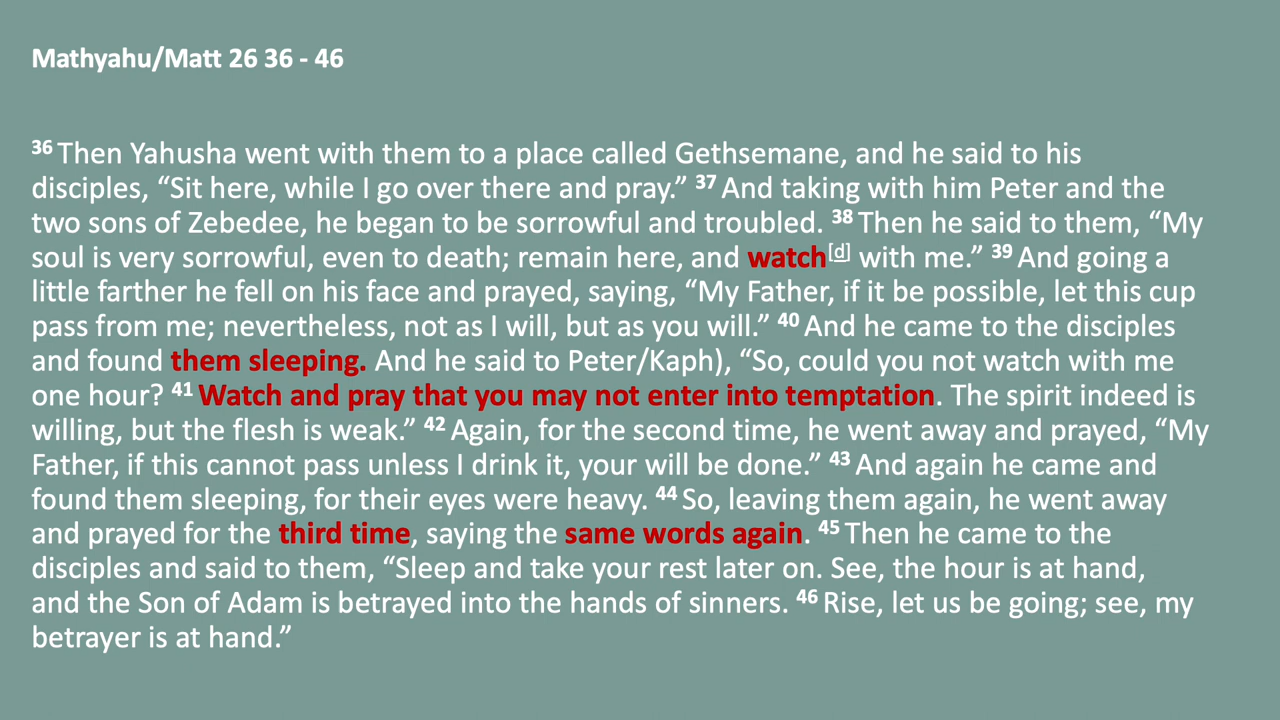 Mathyahu/Matt 26 36 - 46
36 Then Yahusha went with them to a place called Gethsemane, and he said to his
disciples, “Sit here, while I go over there and pray.” 37 And taking with him Peter and the
two sons of Zebedee, he began to be sorrowful and troubled. 38 Then he said to them, “My
soul is very sorrowful, even to death; remain here, and watch[d] with me.” 39 And going a
little farther he fell on his face and prayed, saying, “My Father, if it be possible, let this cup
pass from me; nevertheless, not as I will, but as you will.” 40 And he came to the disciples
and found them sleeping. And he said to Peter/Kaph), “So, could you not watch with me
one hour? 41 Watch and pray that you may not enter into temptation. The spirit indeed is
willing, but the flesh is weak.” 42 Again, for the second time, he went away and prayed, “My
Father, if this cannot pass unless I drink it, your will be done.” 43 And again he came and
found them sleeping, for their eyes were heavy. 44 So, leaving them again, he went away
and prayed for the third time, saying the same words again. 45 Then he came to the
disciples and said to them, “Sleep and take your rest later on. See, the hour is at hand,
and the Son of Adam is betrayed into the hands of sinners. 46 Rise, let us be going; see, my
betrayer is at hand.”